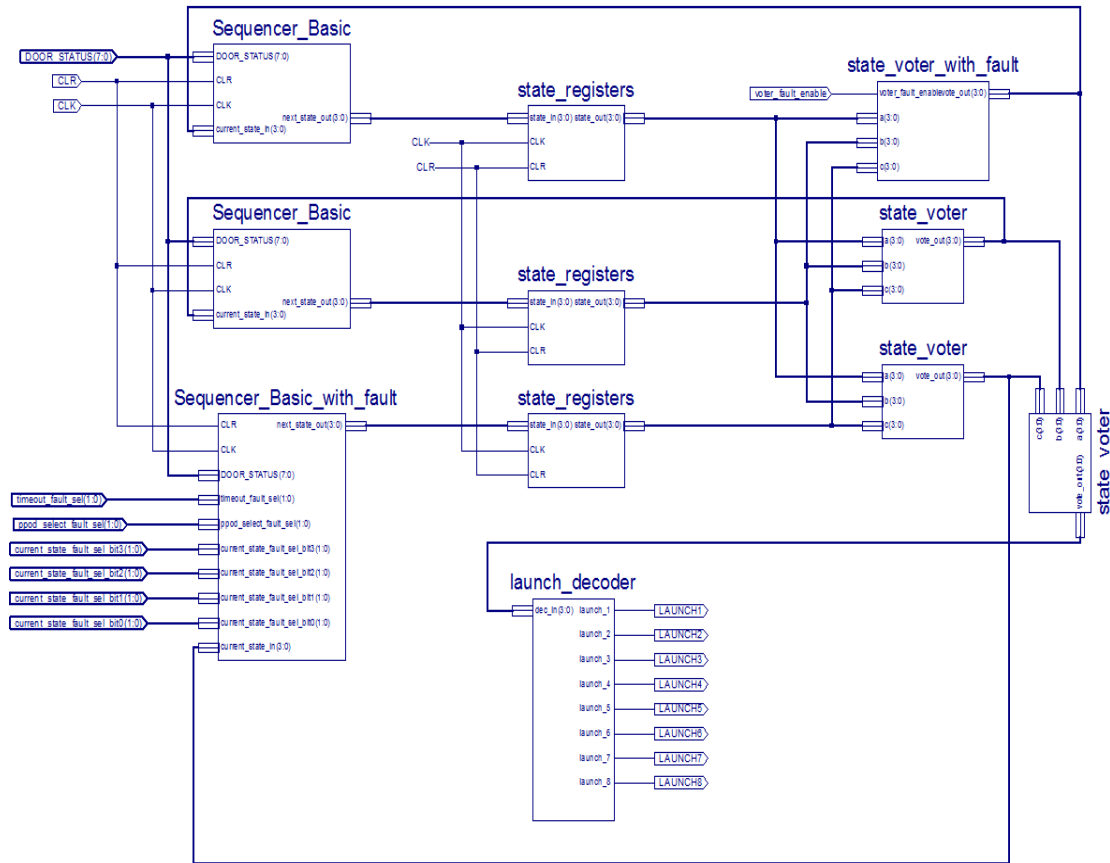 Sequencer_Basic
DOOR_STATUS(7:0)
CLR
CLK
DOOR_STATUS(7:0)
CLR
CLK
next_state_out(3:0)
current_state_in(3:0)
state_registers
state_in(3:0) state_out(3:0)
CLK
CLR
CLK
CLR
state_voter_with_fault
voter_fault_enable
voter_fault_enable vote_out(3:0)
a(3:0)
b(3:0)
c(3:0)
Sequencer_Basic
DOOR_STATUS(7:0)
CLR
CLK
next_state_out(3:0)
current_state_in(3:0)
state_registers
state_in(3:0) state_out(3:0)
CLK
CLR
state_voter
a(3:0) vote_out(3:0)
b(3:0)
c(3:0)
state_voter
a(3:0) vote_out(3:0)
b(3:0)
c(3:0)
Sequencer_Basic_with_fault
CLR next_state_out(3:0)
CLK
DOOR_STATUS(7:0)
timeout_fault_sel(1:0)
ppod_select_fault_sel(1:0)
current_state_fault_sel_bit3(1:0)
current_state_fault_sel_bit2(1:0)
current_state_fault_sel_bit1(1:0)
current_state_fault_sel_bit0(1:0)
current_state_in(3:0)
timeout_fault_sel(1:0)
ppod_select_fault_sel(1:0)
current_state_fault_sel_bit3(1:0)
current_state_fault_sel_bit2(1:0)
current_state_fault_sel_bit1(1:0)
current_state_fault_sel_bit0(1:0)
state_registers
state_in(3:0) state_out(3:0)
CLK
CLR
state_voter
c(3:0)
b(3:0)
a(3:0)
vote_out(3:0)
launch_decoder
dec_in(3:0) launch_1 LAUNCH1
launch_2 LAUNCH2
launch_3 LAUNCH3
launch_4 LAUNCH4
launch_5 LAUNCH5
launch_6 LAUNCH6
launch_7 LAUNCH7
launch_8 LAUNCH8